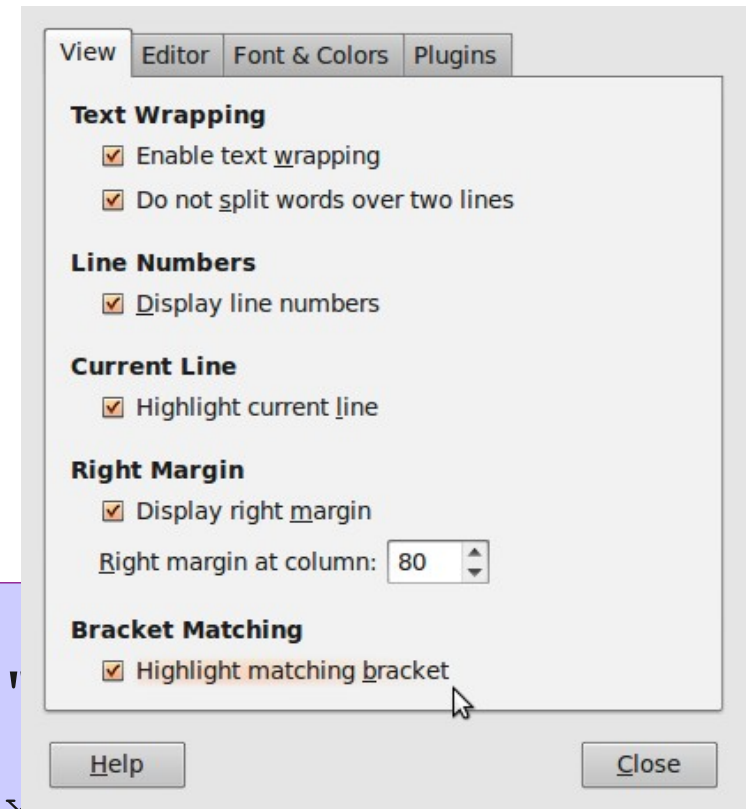 View Editor Font & Colors Plugins
Text Wrapping
Enable text wrapping
Do not split words over two lines
Line Numbers
Display line numbers
Current Line
Highlight current line
Right Margin
Display right margin
Right margin at column: 80
Bracket Matching
Highlight matching bracket
Help Close